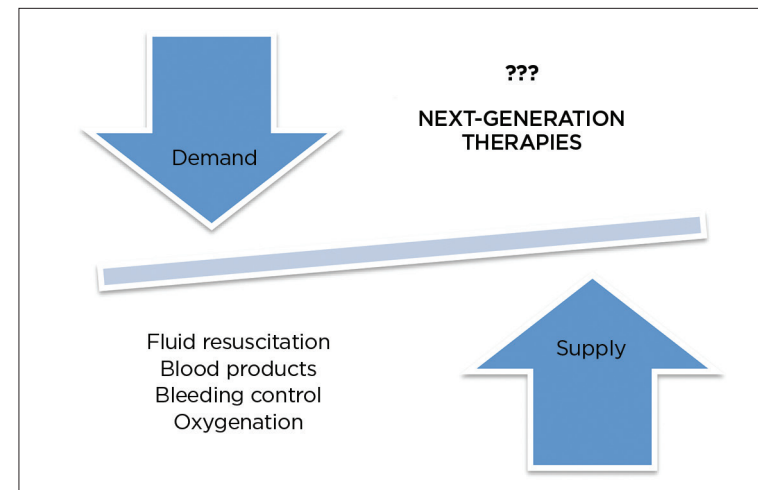 ???
NEXT-GENERATION
THERAPIES
Demand
Fluid resuscitation
Blood products
Bleeding control
Oxygenation
Supply